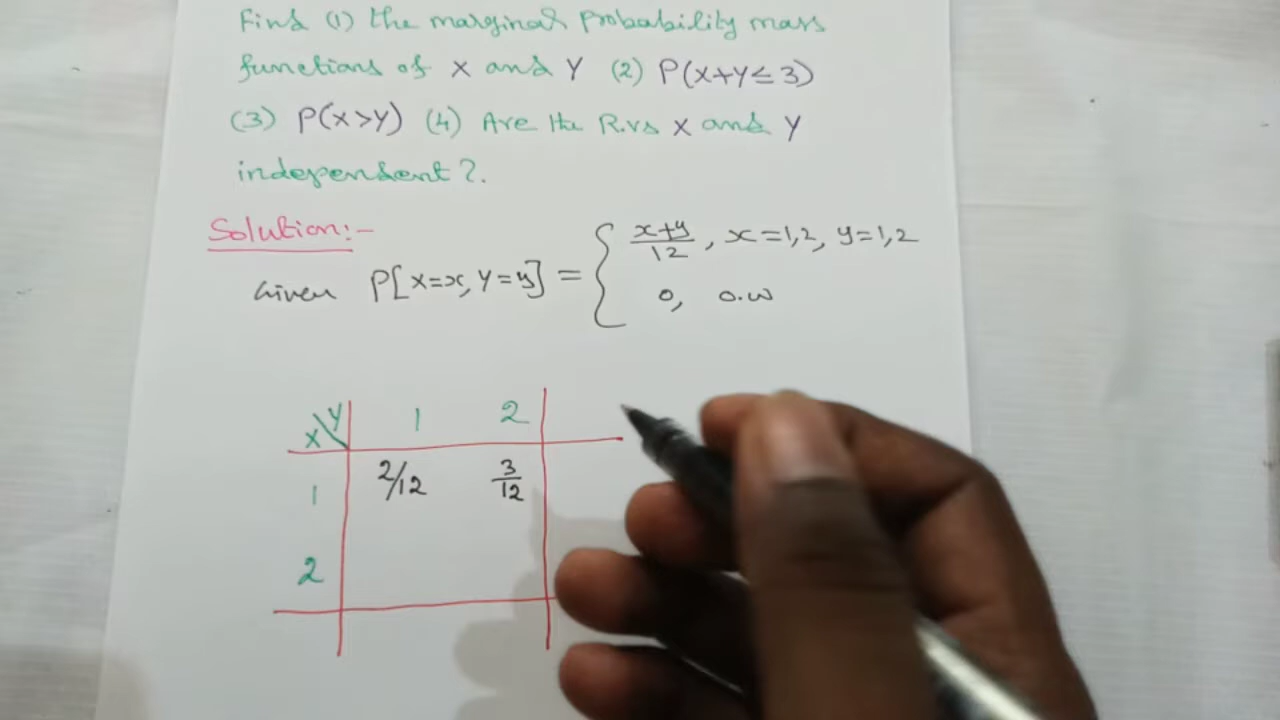 Find (1) the marginal Probability mass
functions of X and Y (2) P(X+Y≤3)
(3) P(X>Y) (4) Are the R.vs X and Y
independent?.
Solution:-
Given P[X=x, Y=y] = { x+y/12, x=1,2, y=1,2
0, o.w
X\Y 1 2
1 2/12 3/12
2